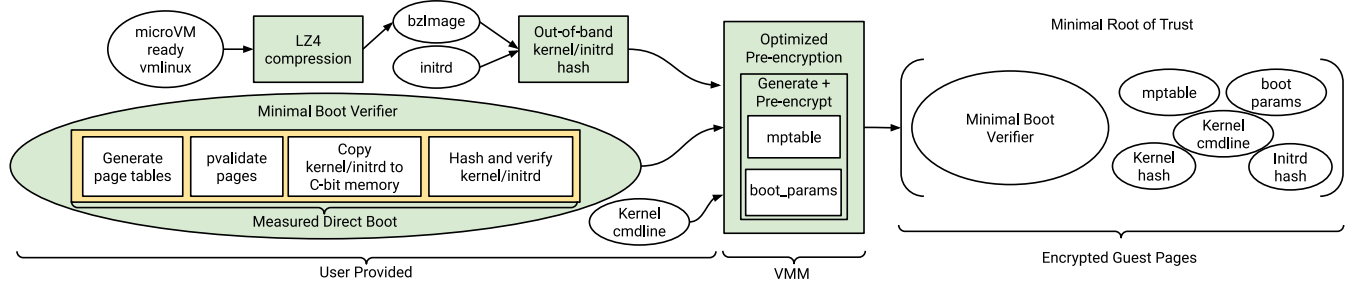 microVM
ready
vmlinux
LZ4
compression
bzImage
initrd
Out-of-band
kernel/initrd
hash
Minimal Boot Verifier
Generate
page tables
pvalidate
pages
Copy
kernel/initrd to
C-bit memory
Hash and verify
kernel/initrd
Measured Direct Boot
Kernel
cmdline
User Provided
Optimized
Pre-encryption
Generate +
Pre-encrypt
mptable
boot_params
VMM
Minimal Root of Trust
Minimal Boot
Verifier
mptable
boot
params
Kernel
cmdline
Kernel
hash
Initrd
hash
Encrypted Guest Pages